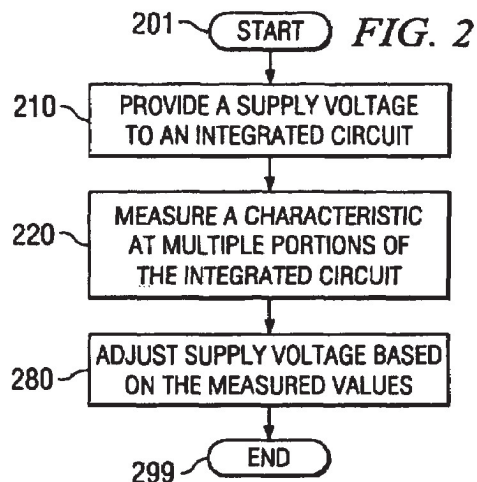 201 START FIG. 2
210 PROVIDE A SUPPLY VOLTAGE
TO AN INTEGRATED CIRCUIT
220 MEASURE A CHARACTERISTIC
AT MULTIPLE PORTIONS OF
THE INTEGRATED CIRCUIT
280 ADJUST SUPPLY VOLTAGE BASED
ON THE MEASURED VALUES
299 END